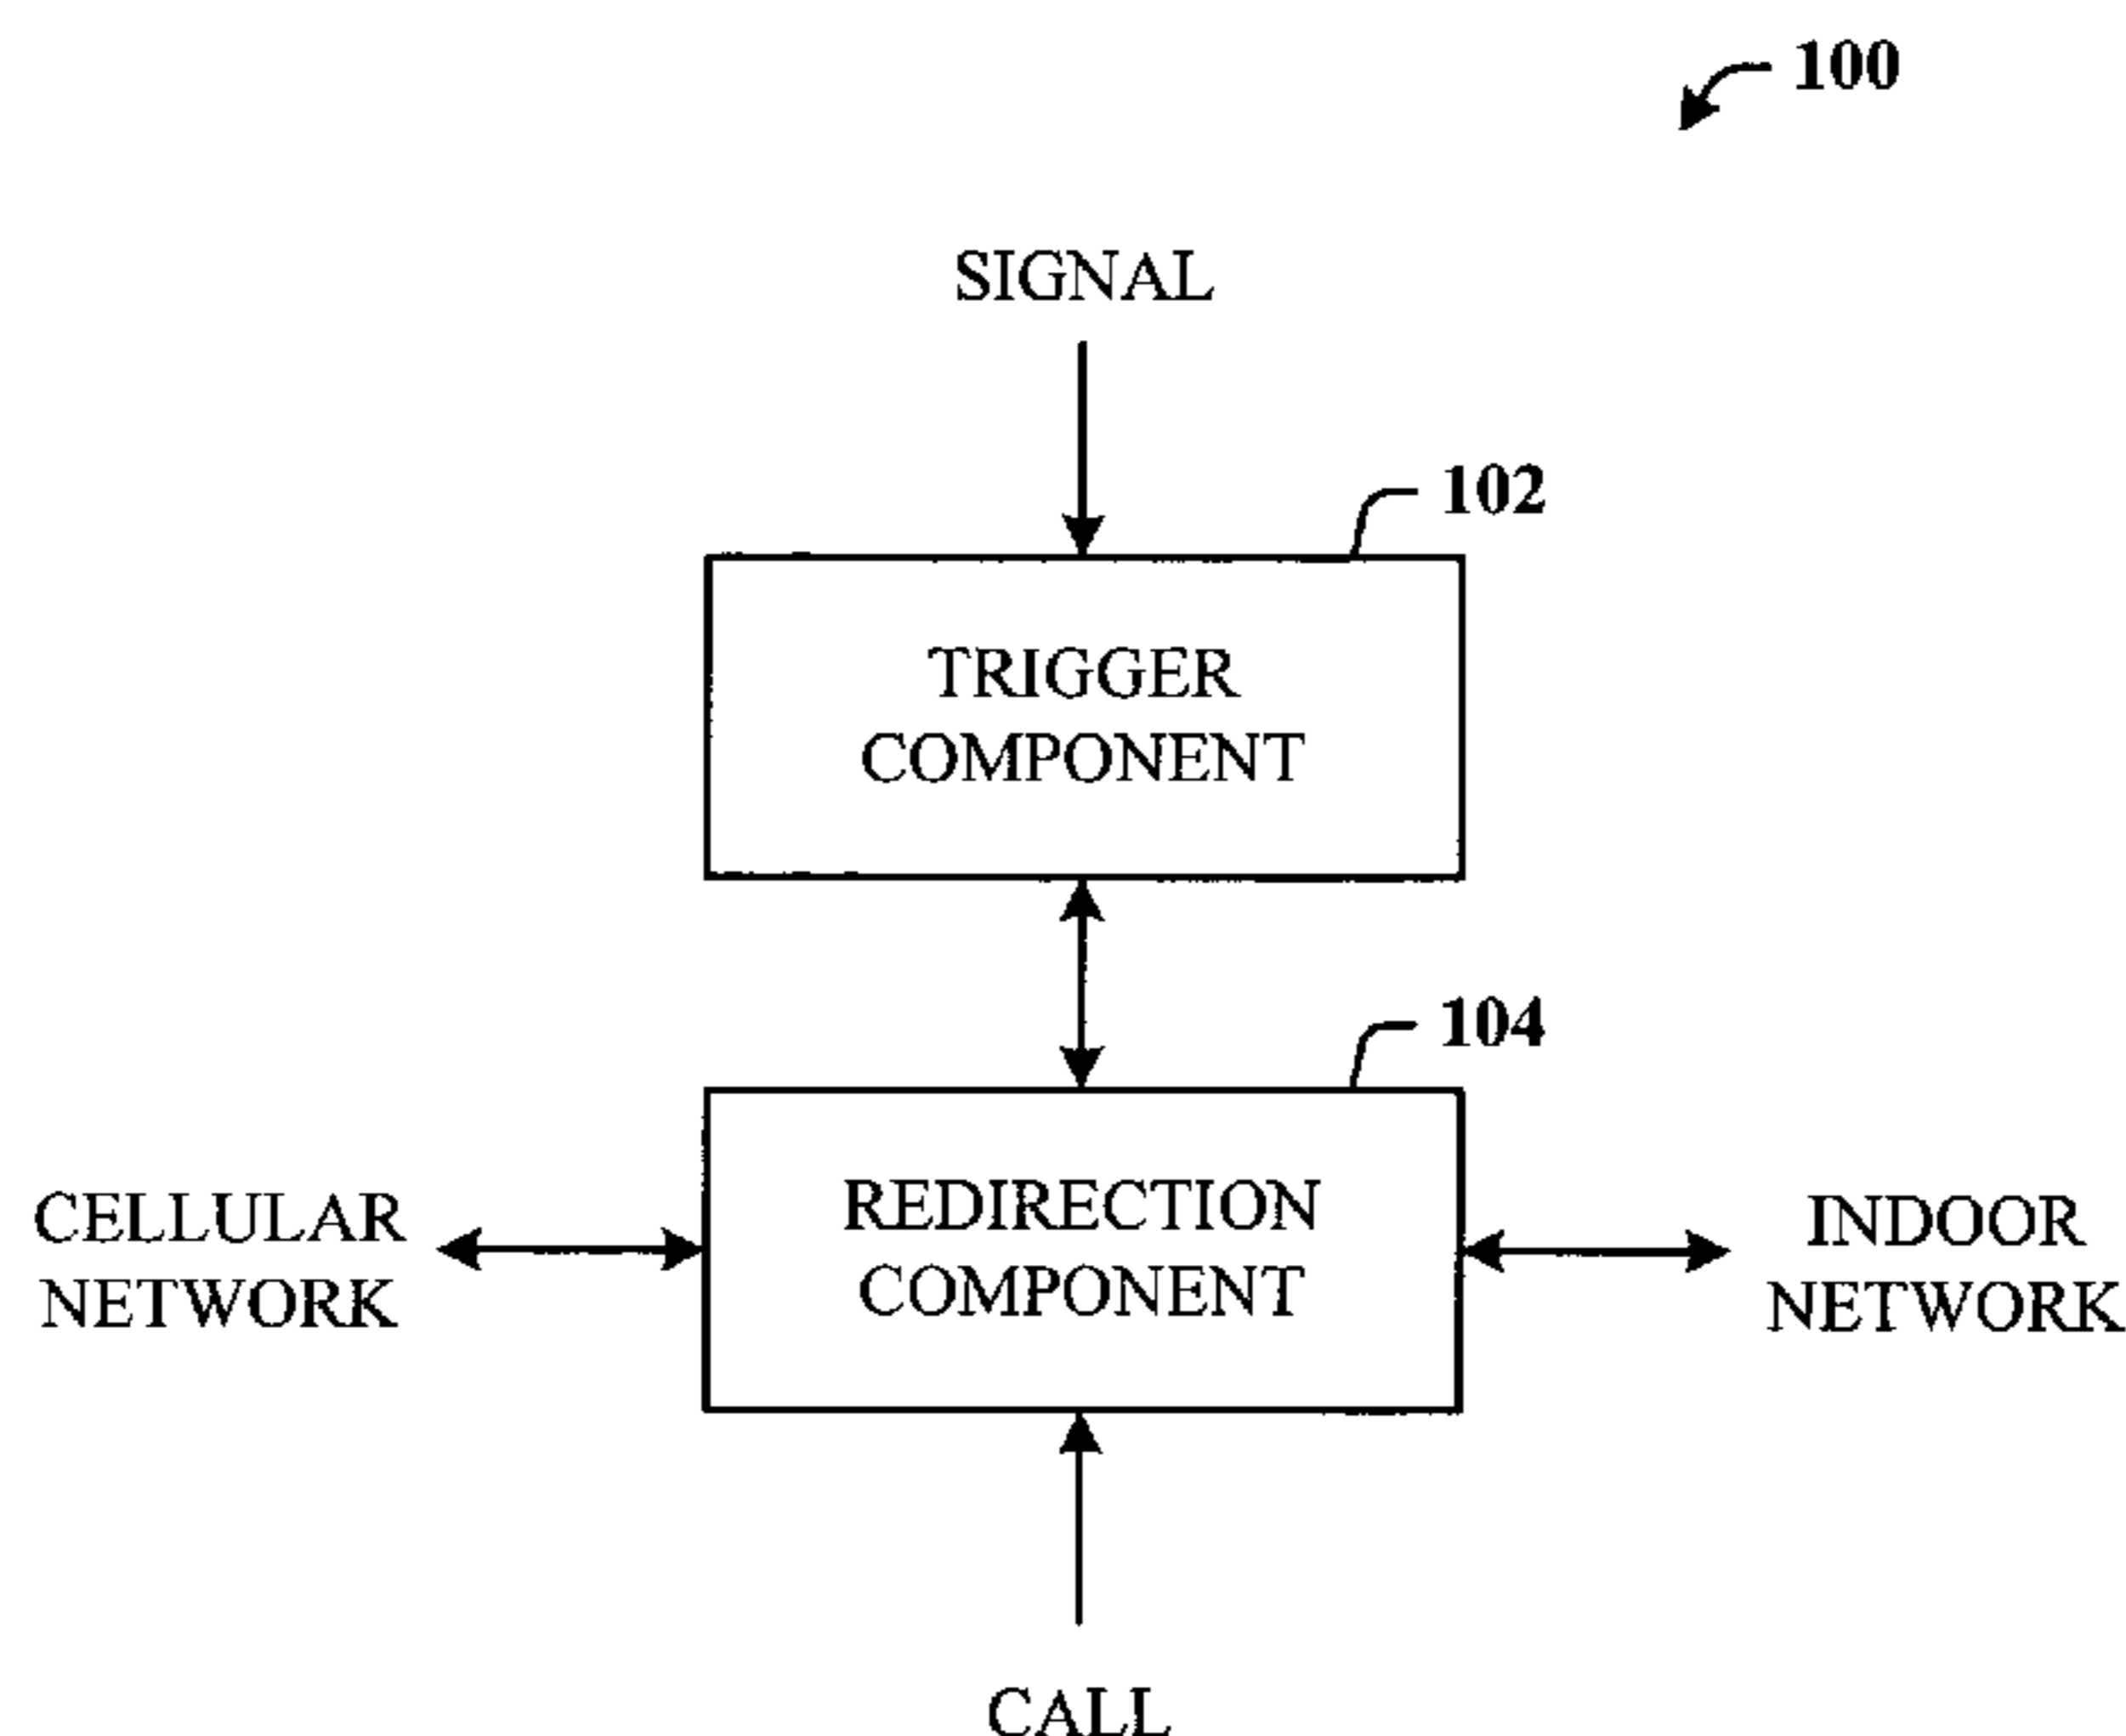 100
SIGNAL
102
TRIGGER
COMPONENT
104
CELLULAR
NETWORK
REDIRECTION
COMPONENT
INDOOR
NETWORK
CALL